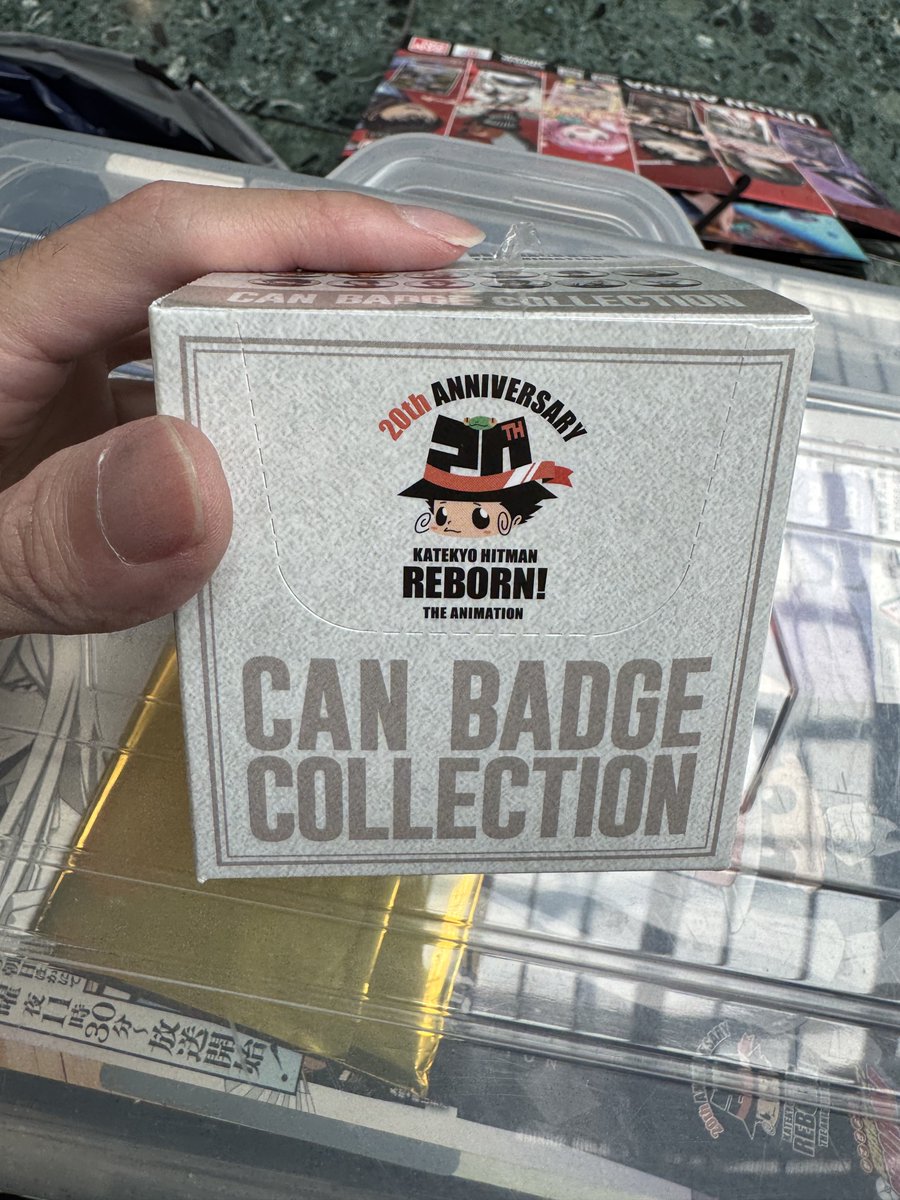 CAN BADGE COLLECTION
20th ANNIVERSARY
20TH
KATEKYO HITMAN
REBORN!
THE ANIMATION
CAN BADGE
COLLECTION
夜11時30分～放送開始!